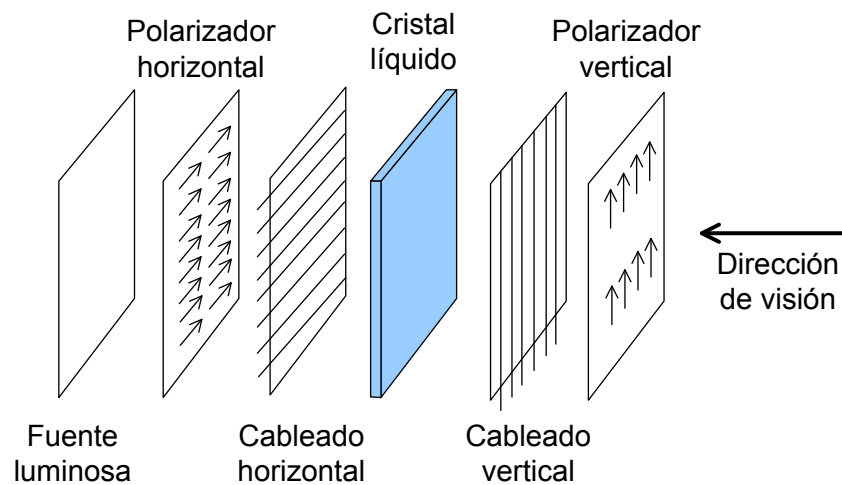 Polarizador
horizontal
Cristal
líquido
Polarizador
vertical
Dirección
de visión
Fuente
luminosa
Cableado
horizontal
Cableado
vertical